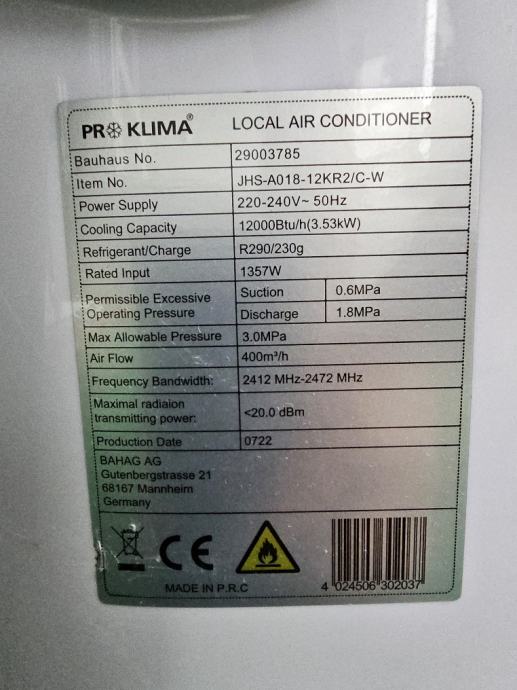 PRO KLIMA® LOCAL AIR CONDITIONER
Bauhaus No. 29003785
Item No. JHS-A018-12KR2/C-W
Power Supply 220-240V~ 50Hz
Cooling Capacity 12000Btu/h(3.53kW)
Refrigerant/Charge R290/230g
Rated Input 1357W
Permissible Excessive
Operating Pressure
Suction 0.6MPa
Discharge 1.8MPa
Max Allowable Pressure 3.0MPa
Air Flow 400m³/h
Frequency Bandwidth: 2412 MHz-2472 MHz
Maximal radiaion
transmitting power: <20.0 dBm
Production Date 0722
BAHAG AG
Gutenbergstrasse 21
68167 Mannheim
Germany
CE
MADE IN P.R.C
4 024506 302037